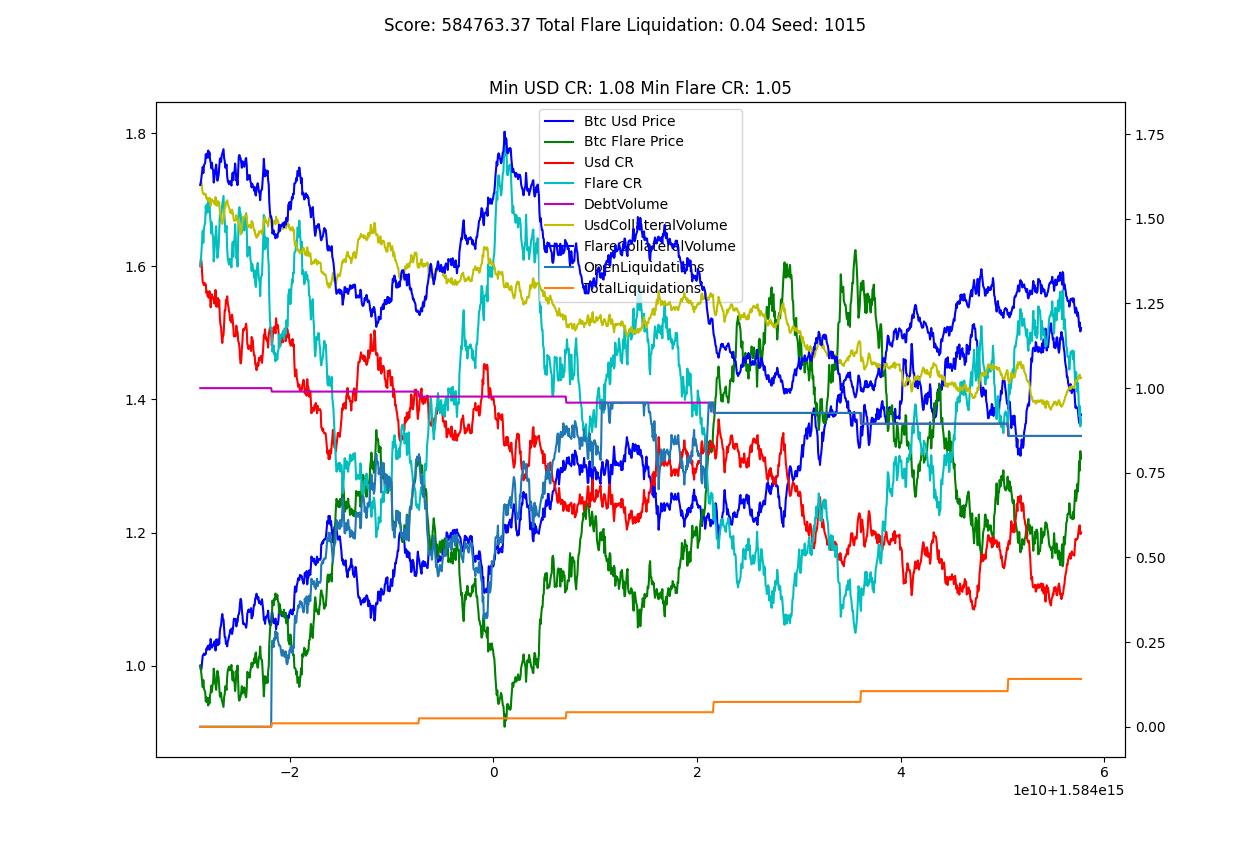 Score: 584763.37 Total Flare Liquidation: 0.04 Seed: 1015
Min USD CR: 1.08 Min Flare CR: 1.05
Btc Usd Price
Btc Flare Price
Usd CR
Flare CR
DebtVolume
UsdCollateralVolume
FlareCollateralVolume
OpenLiquidations
TotalLiquidations
1.8
1.6
1.4
1.2
1.0
1.75
1.50
1.25
1.00
0.75
0.50
0.25
0.00
−2
0
2
4
6
1e10+1.584e15